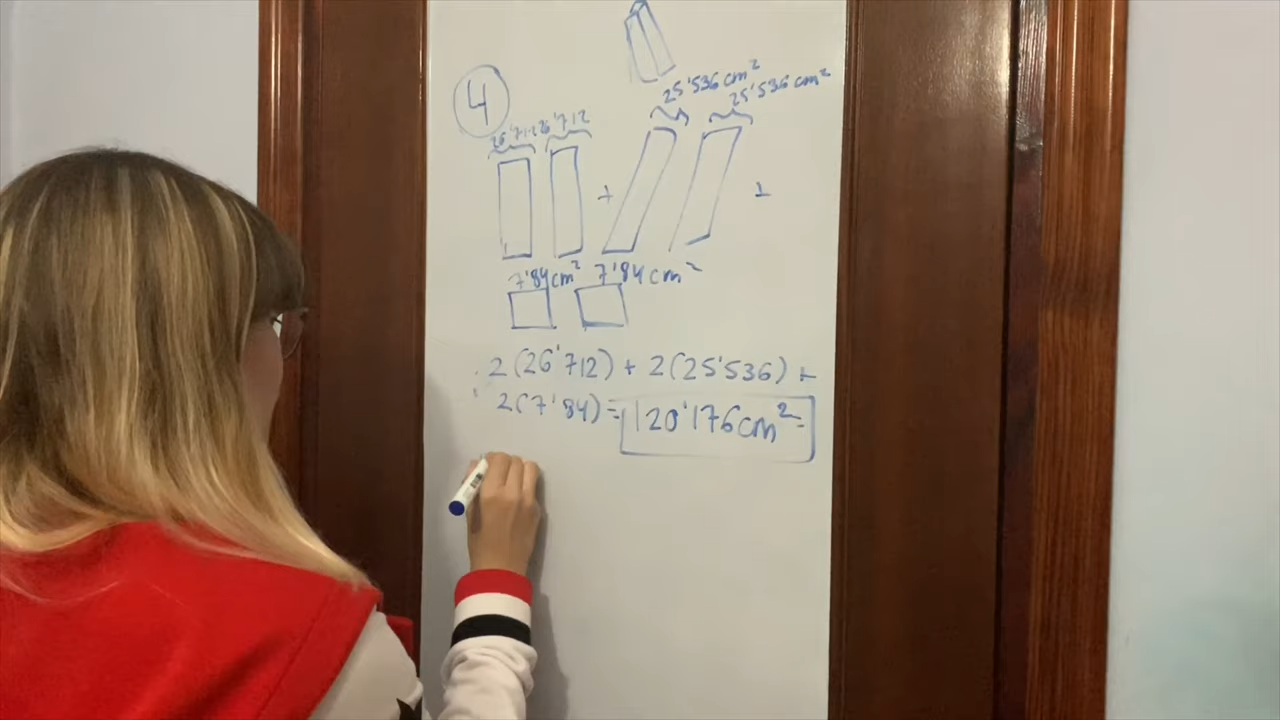 25'536 cm² 25'536 cm²
4
26'712 26'712
+ +
7'84 cm² 7'84 cm²
2(26'712) + 2(25'536) +
2(7'84) = 120'176 cm²